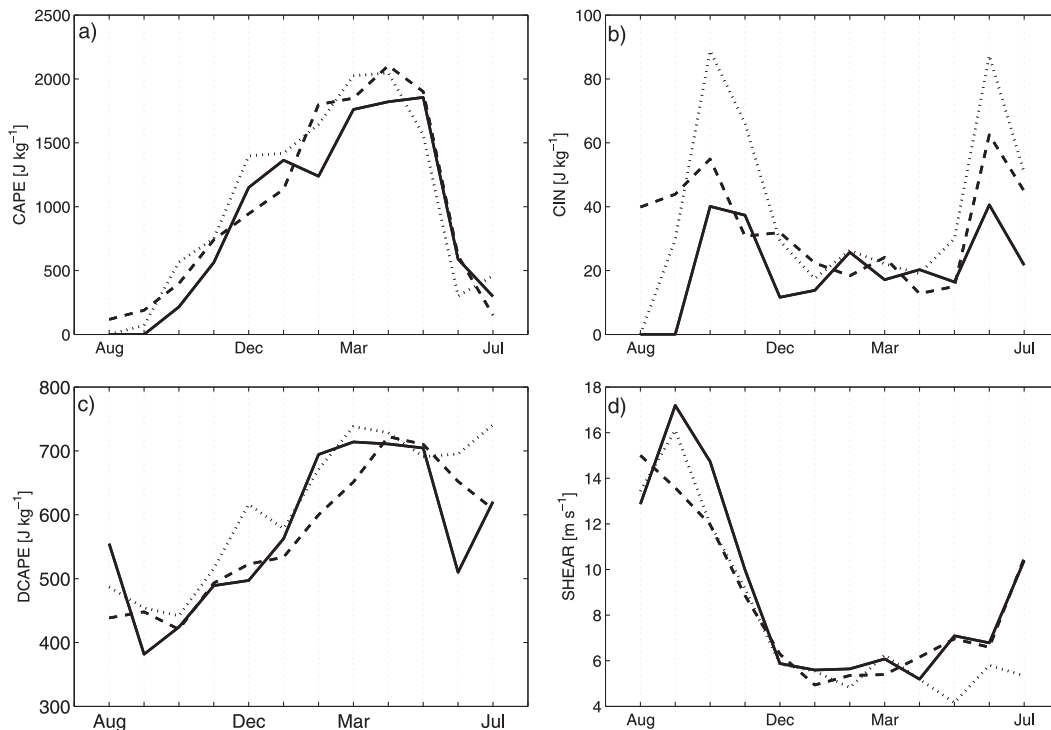 a)
2500
2000
1500
1000
500
0
CAPE [J kg⁻¹]
Aug Dec Mar Jul
b)
100
80
60
40
20
0
CIN [J kg⁻¹]
Aug Dec Mar Jul
c)
800
700
600
500
400
300
DCAPE [J kg⁻¹]
Aug Dec Mar Jul
d)
18
16
14
12
10
8
6
4
SHEAR [m s⁻¹]
Aug Dec Mar Jul